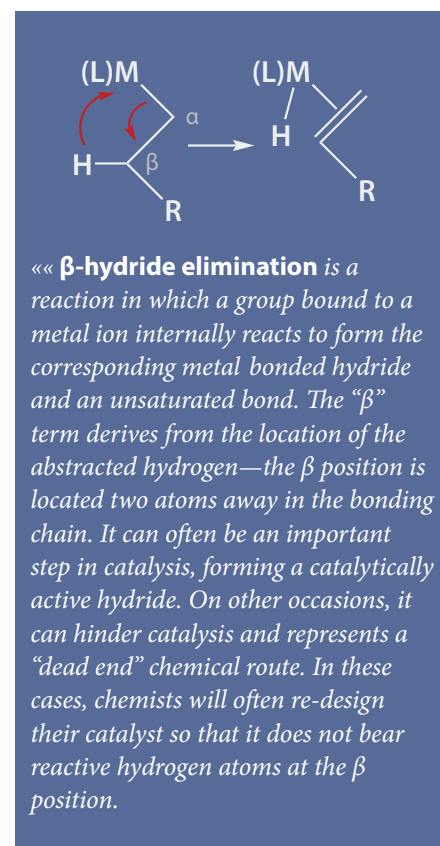 (L)M (L)M
α
H
H β
R R
«« β-hydride elimination is a
reaction in which a group bound to a
metal ion internally reacts to form the
corresponding metal bonded hydride
and an unsaturated bond. The “β”
term derives from the location of the
abstracted hydrogen—the β position is
located two atoms away in the bonding
chain. It can often be an important
step in catalysis, forming a catalytically
active hydride. On other occasions, it
can hinder catalysis and represents a
“dead end” chemical route. In these
cases, chemists will often re-design
their catalyst so that it does not bear
reactive hydrogen atoms at the β
position.